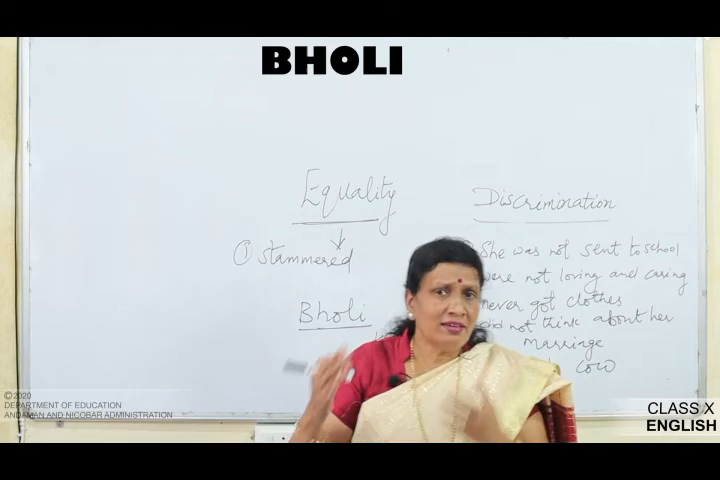 BHOLI
Equality
Discrimination
① Stammered
She was not sent to school
were not loving and caring
never got clothes
Bholi
did not think about her
marriage
cow
©2020
DEPARTMENT OF EDUCATION
ANDAMAN AND NICOBAR ADMINISTRATION
CLASS X
ENGLISH